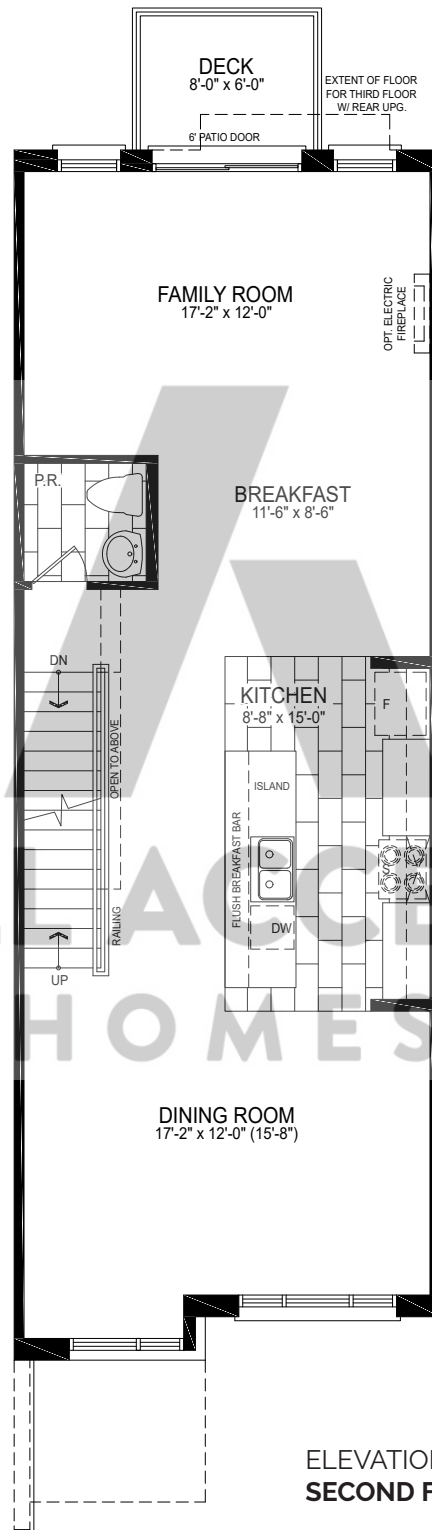 DECK
8'-0" x 6'-0"
EXTENT OF FLOOR
FOR THIRD FLOOR
W/ REAR UPG.
6' PATIO DOOR
FAMILY ROOM
17'-2" x 12'-0"
OPT. ELECTRIC
FIREPLACE
P.R.
BREAKFAST
11'-6" x 8'-6"
DN
KITCHEN
8'-8" x 15'-0"
F
OPEN TO ABOVE
ISLAND
FLUSH BREAKFAST BAR
S
DW
RAILING
UP
HOMES
DINING ROOM
17'-2" x 12'-0" (15'-8")
ELEVATION
SECOND F